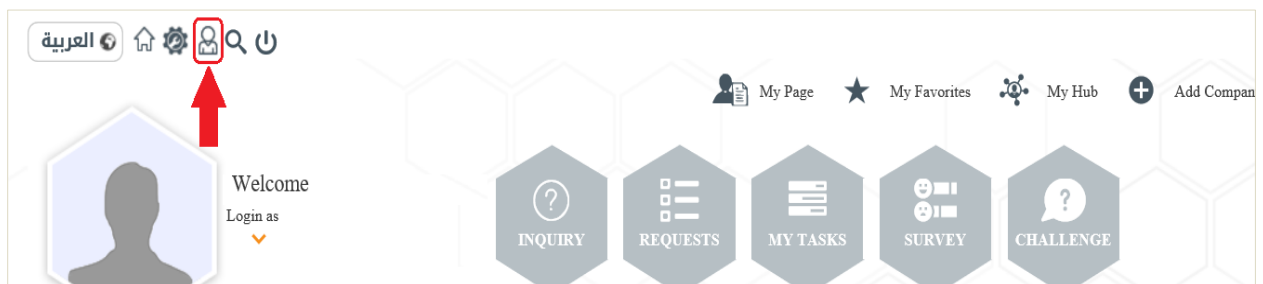 العربية
My Page My Favorites My Hub Add Compan
Welcome
Login as
INQUIRY REQUESTS MY TASKS SURVEY CHALLENGE